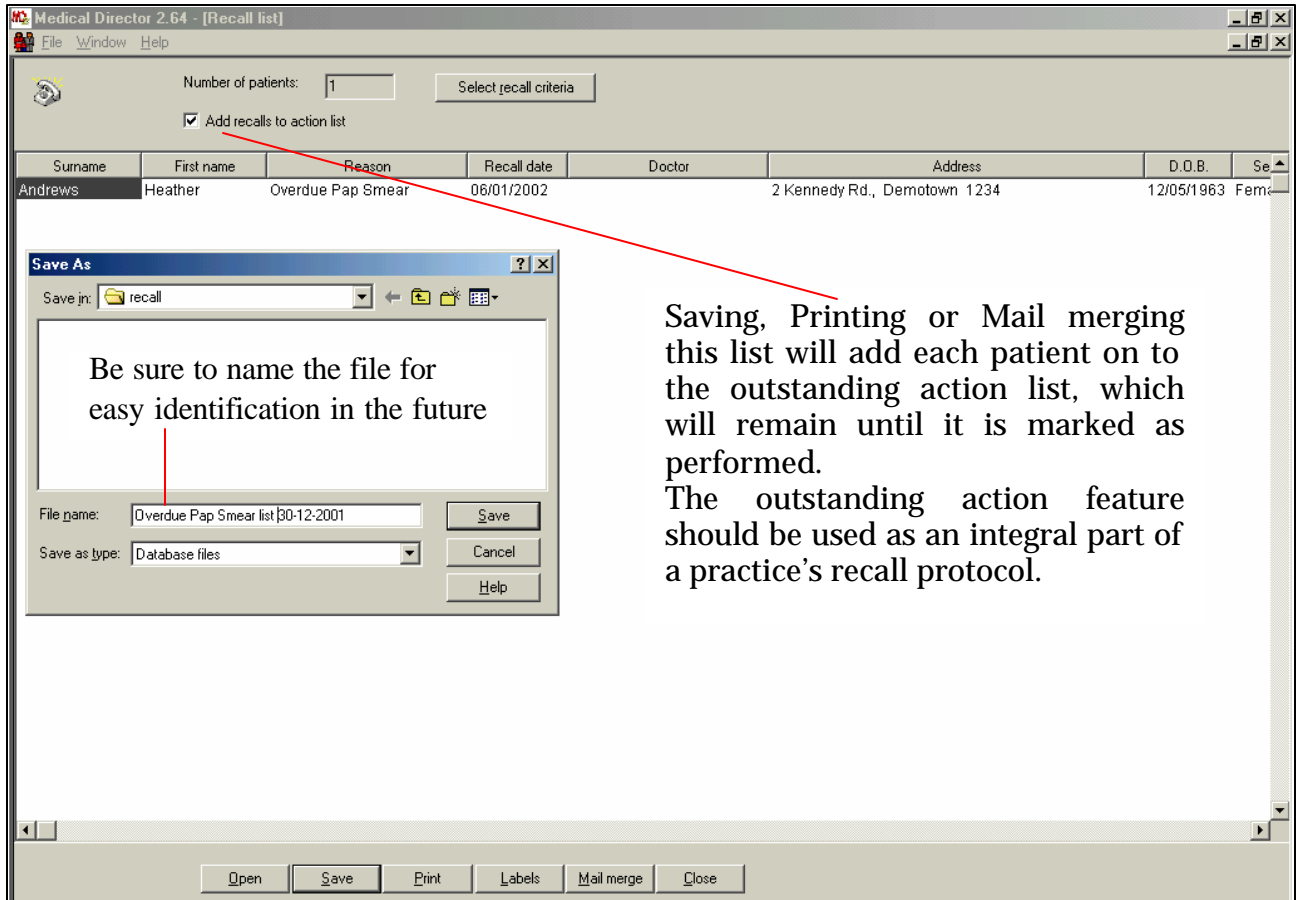 Medical Director 2.64 - [Recall list]
File Window Help
Number of patients: 1 Select recall criteria
Add recalls to action list
Surname First name Reason Recall date Doctor Address D.O.B. Se
Andrews Heather Overdue Pap Smear 06/01/2002 2 Kennedy Rd., Demotown 1234 12/05/1963 Fema
Save As
Save in: recall
Be sure to name the file for
easy identification in the future
File name: Overdue Pap Smear list 30-12-2001 Save
Save as type: Database files Cancel
Help
Saving, Printing or Mail merging
this list will add each patient on to
the outstanding action list, which
will remain until it is marked as
performed.
The outstanding action feature
should be used as an integral part of
a practice's recall protocol.
Open Save Print Labels Mail merge Close